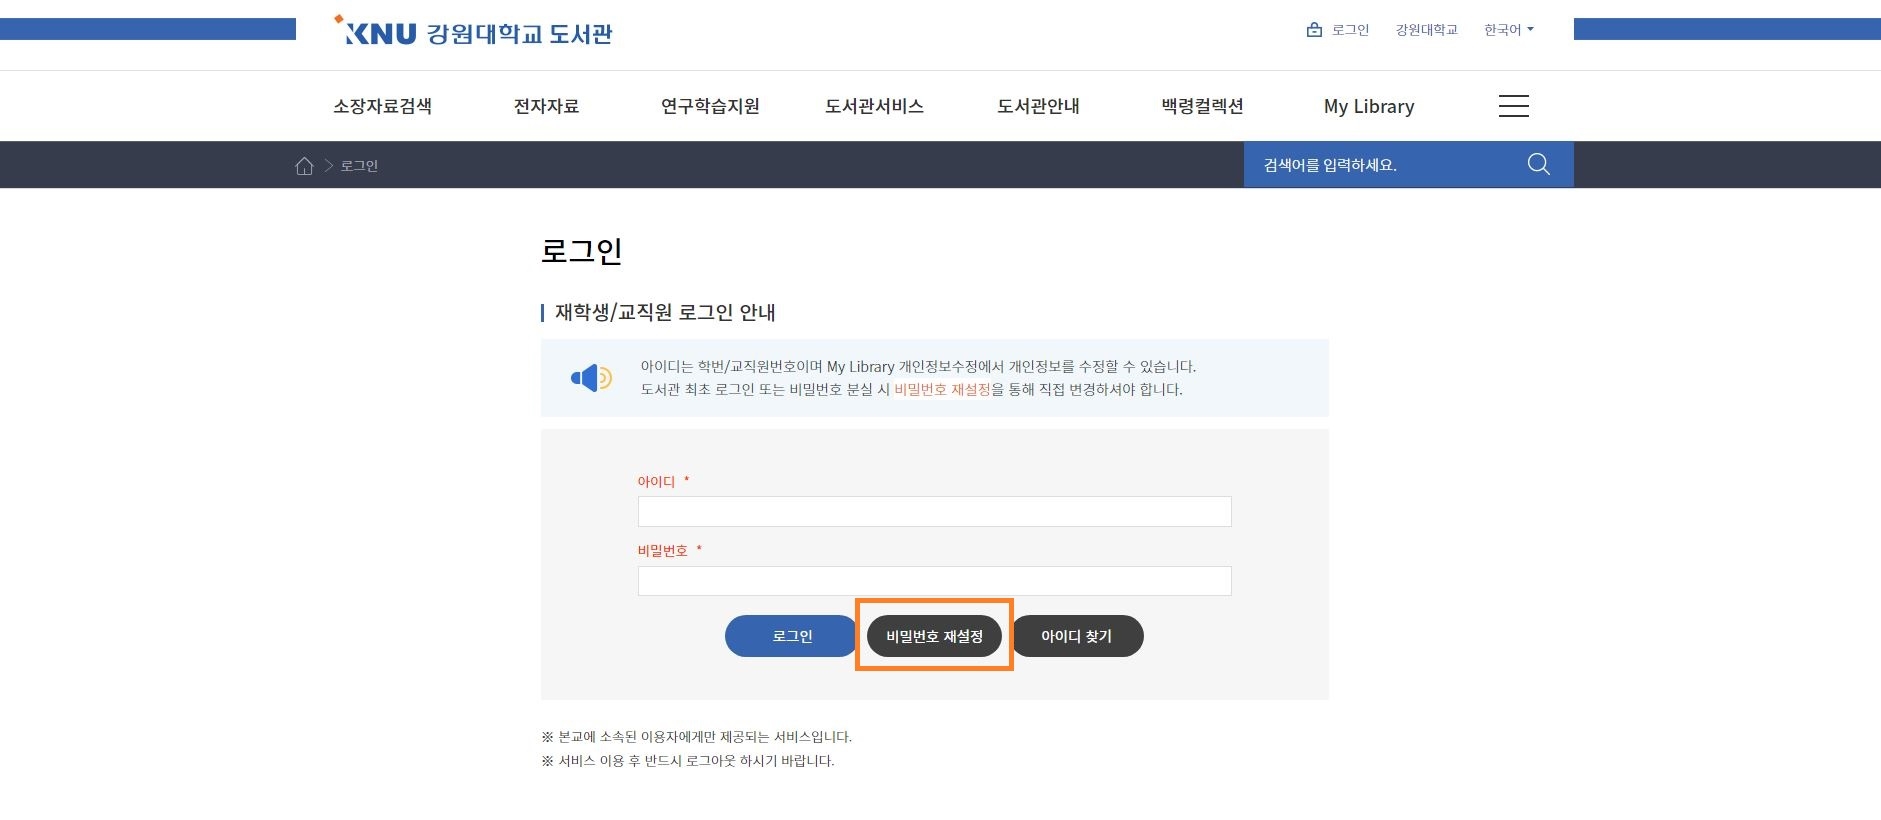 KNU 강원대학교 도서관
로그인 강원대학교 한국어
소장자료검색 전자자료 연구학습지원 도서관서비스 도서관안내 백령컬렉션 My Library
로그인 검색어를 입력하세요.
로그인
재학생/교직원 로그인 안내
아이디는 학번/교직원번호이며 My Library 개인정보수정에서 개인정보를 수정할 수 있습니다.
도서관 최초 로그인 또는 비밀번호 분실 시 비밀번호 재설정을 통해 직접 변경하셔야 합니다.
아이디 *
비밀번호 *
로그인 비밀번호 재설정 아이디 찾기
※ 본교에 소속된 이용자에게만 제공되는 서비스입니다.
※ 서비스 이용 후 반드시 로그아웃 하시기 바랍니다.